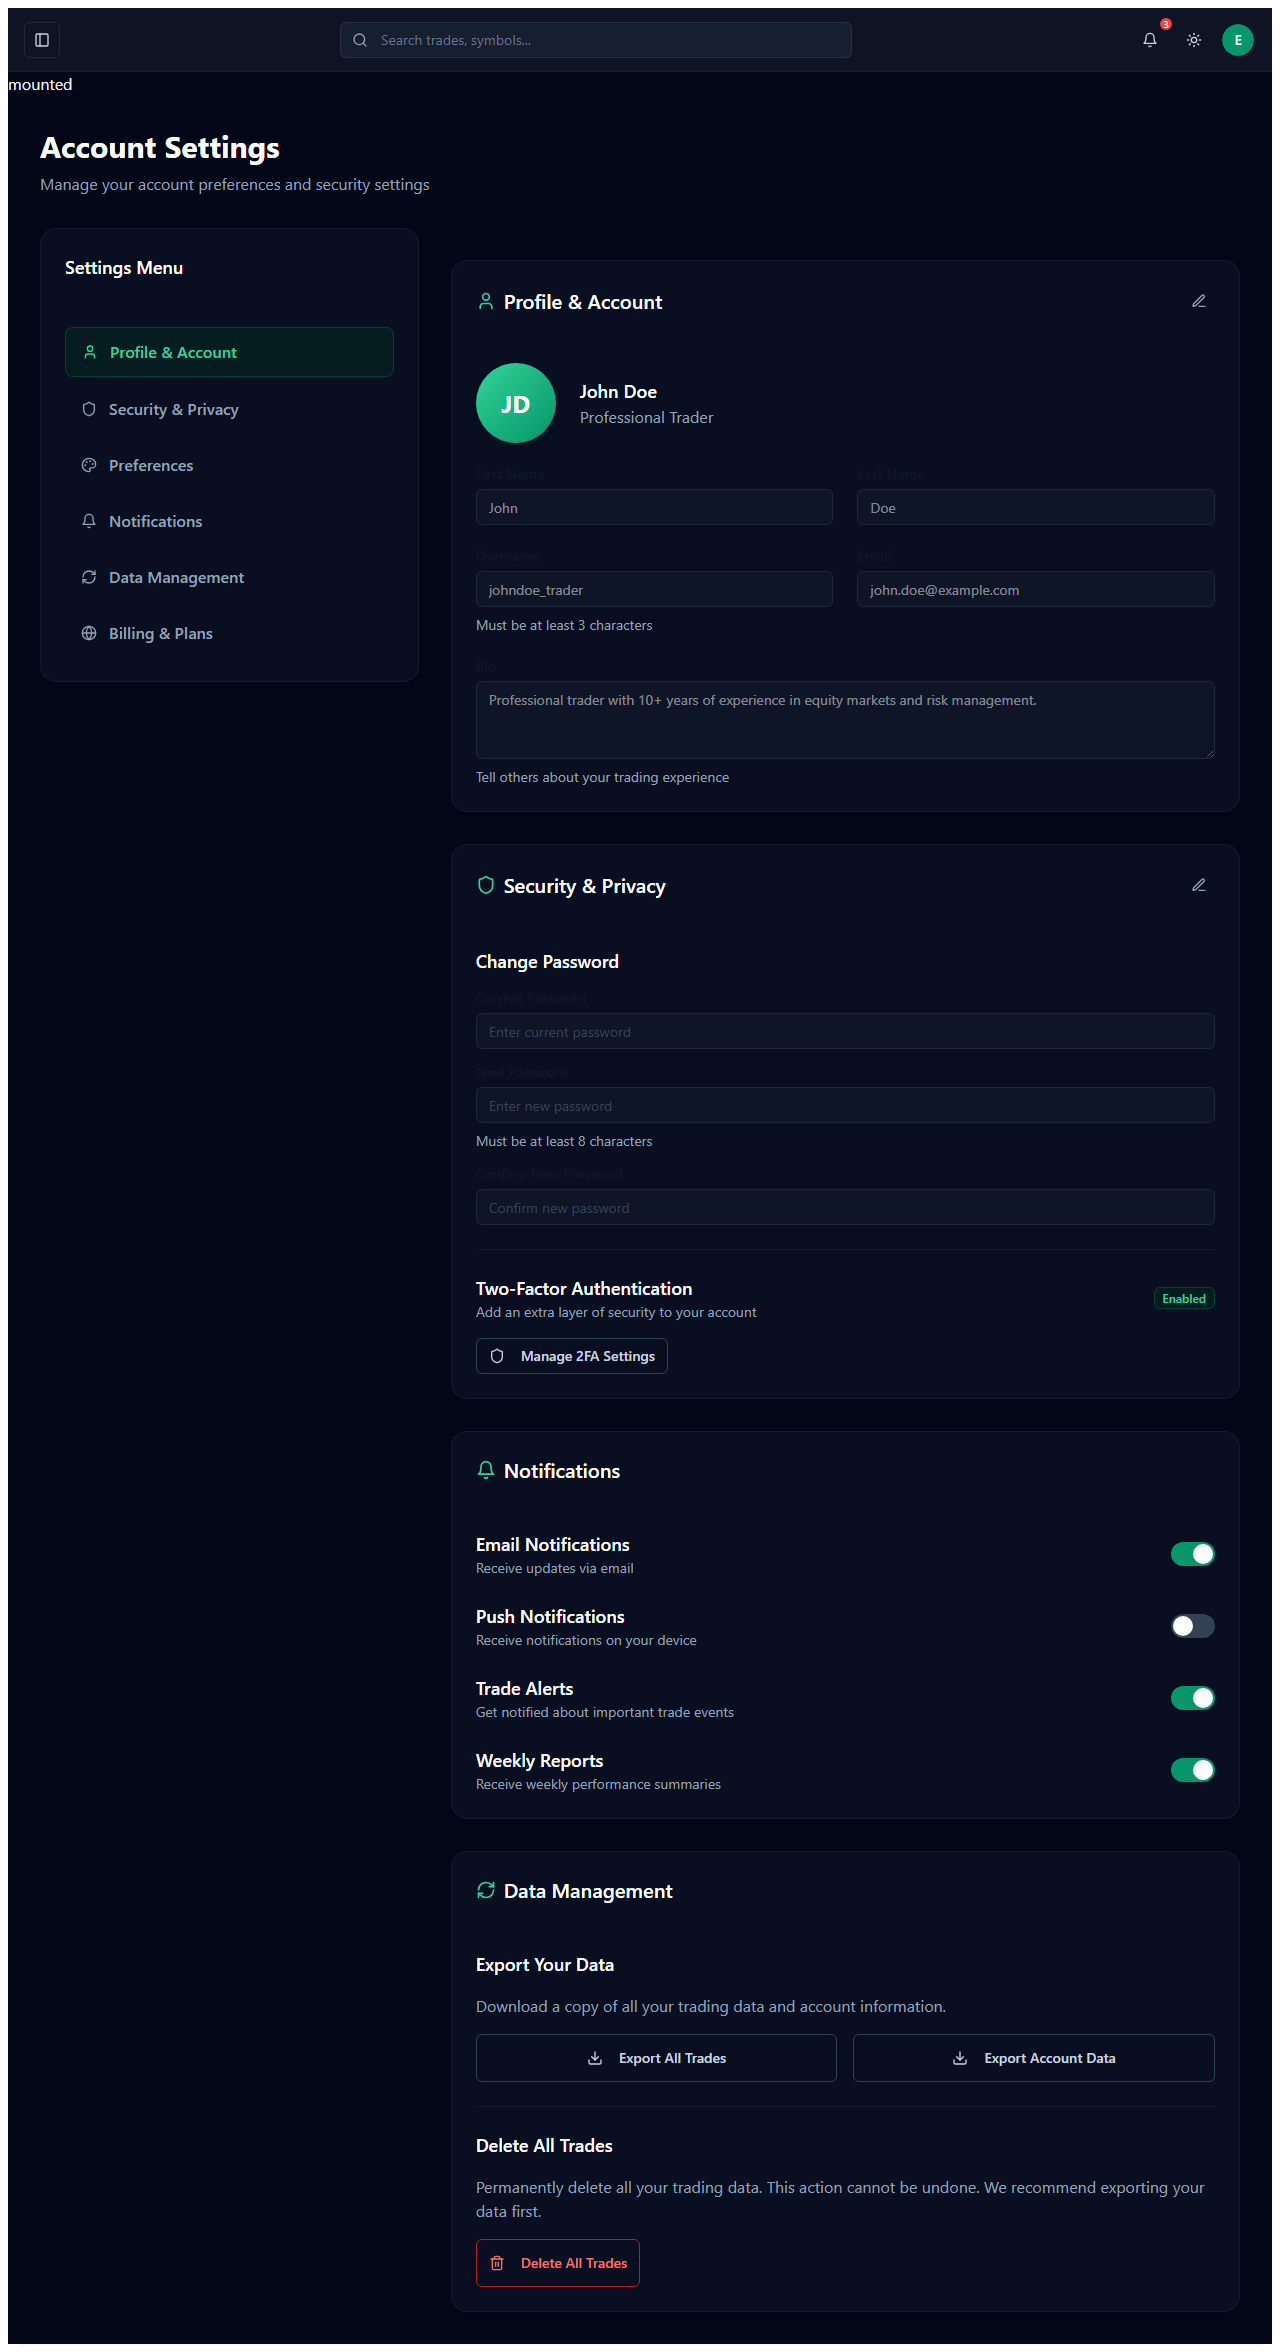 Search trades, symbols...
3
E
mounted
Account Settings
Manage your account preferences and security settings
Settings Menu
Profile & Account
Security & Privacy
Preferences
Notifications
Data Management
Billing & Plans
Profile & Account
JD
John Doe
Professional Trader
First Name
Last Name
John
Doe
Username
Email
johndoe_trader
john.doe@example.com
Must be at least 3 characters
Bio
Professional trader with 10+ years of experience in equity markets and risk management.
Tell others about your trading experience
Security & Privacy
Change Password
Current Password
Enter current password
New Password
Enter new password
Must be at least 8 characters
Confirm New Password
Confirm new password
Two-Factor Authentication
Add an extra layer of security to your account
Enabled
Manage 2FA Settings
Notifications
Email Notifications
Receive updates via email
Push Notifications
Receive notifications on your device
Trade Alerts
Get notified about important trade events
Weekly Reports
Receive weekly performance summaries
Data Management
Export Your Data
Download a copy of all your trading data and account information.
Export All Trades
Export Account Data
Delete All Trades
Permanently delete all your trading data. This action cannot be undone. We recommend exporting your
data first.
Delete All Trades